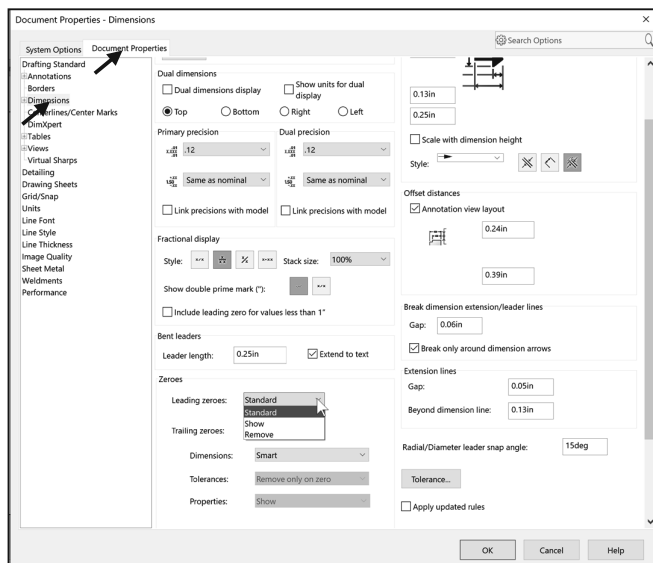 Document Properties - Dimensions
×
Search Options
System Options
Document Properties
Drafting Standard
Annotations
Borders
Dimensions
Centerlines/Center Marks
DimXpert
Tables
Views
Virtual Sharps
Detailing
Drawing Sheets
Grid/Snap
Units
Line Font
Line Style
Line Thickness
Image Quality
Sheet Metal
Weldments
Performance
Dual dimensions
Dual dimensions display
Show units for dual
display
Top
Bottom
Right
Left
Primary precision
Dual precision
.12
.12
Same as nominal
Same as nominal
Link precisions with model
Link precisions with model
Fractional display
Style:
Stack size:
100%
Show double prime mark ("):
Include leading zero for values less than 1"
Bent leaders
Leader length:
0.25in
Extend to text
Zeroes
Leading zeroes:
Standard
Standard
Show
Remove
Trailing zeroes:
Dimensions:
Smart
Tolerances:
Remove only on zero
Properties:
Show
0.13in
0.25in
Scale with dimension height
Style:
Offset distances
Annotation view layout
0.24in
0.39in
Break dimension extension/leader lines
Gap:
0.06in
Break only around dimension arrows
Extension lines
Gap:
0.05in
Beyond dimension line:
0.13in
Radial/Diameter leader snap angle:
15deg
Tolerance...
Apply updated rules
OK
Cancel
Help